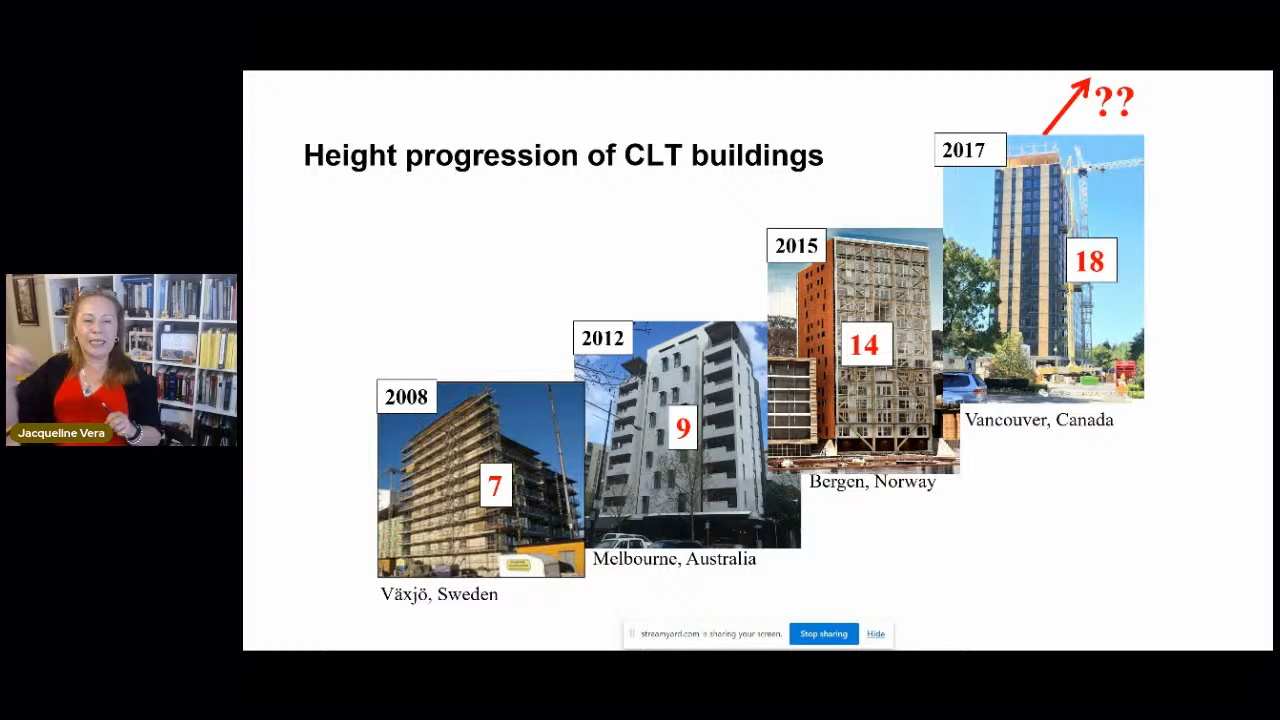 ??
Height progression of CLT buildings
2017
18
2015
14
Vancouver, Canada
2012
9
Bergen, Norway
2008
7
Melbourne, Australia
Växjö, Sweden
Jacqueline Vera
streamyard.com is sharing your screen.
Stop sharing
Hide